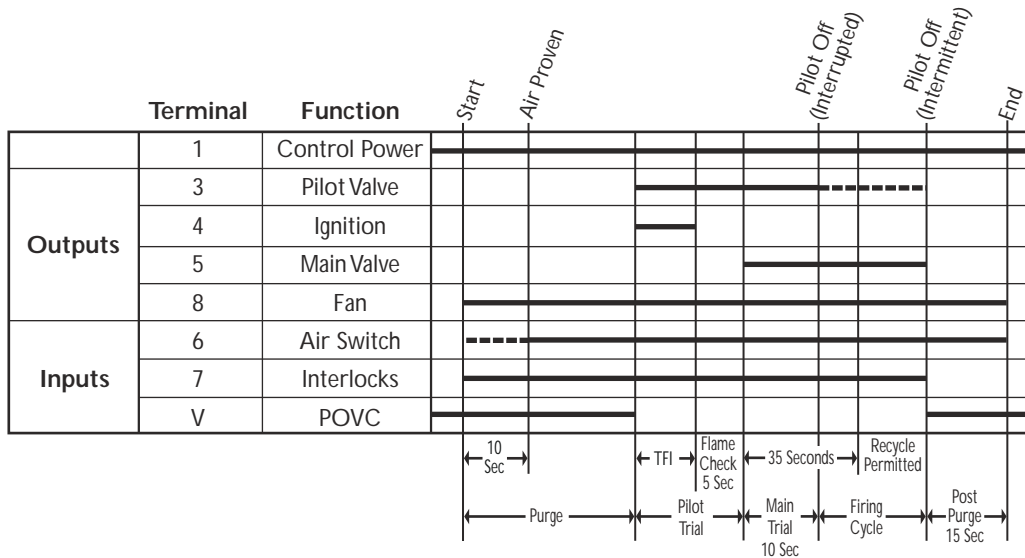 Start
Air Proven
Pilot Off
(Interrupted)
Pilot Off
(Intermittent)
End
Terminal Function
1 Control Power
Outputs
3 Pilot Valve
4 Ignition
5 Main Valve
8 Fan
Inputs
6 Air Switch
7 Interlocks
V POVC
10
Sec
TFI
Flame
Check
5 Sec
35 Seconds
Recycle
Permitted
Purge
Pilot
Trial
Main
Trial
10 Sec
Firing
Cycle
Post
Purge
15 Sec